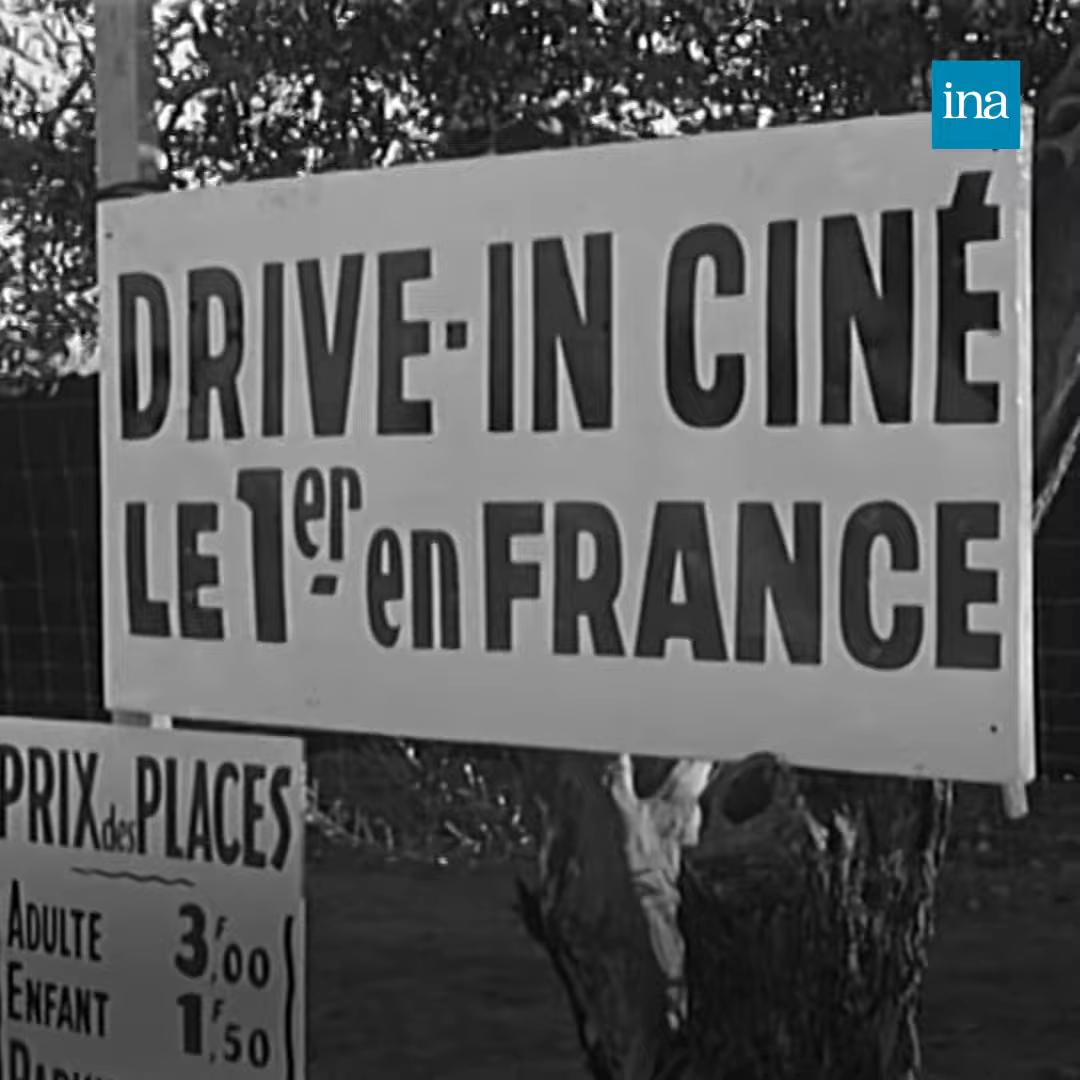 ina
DRIVE-IN CINÉ
LE 1er en FRANCE
PRIX des PLACES
ADULTE 3F,00
ENFANT 1F,50